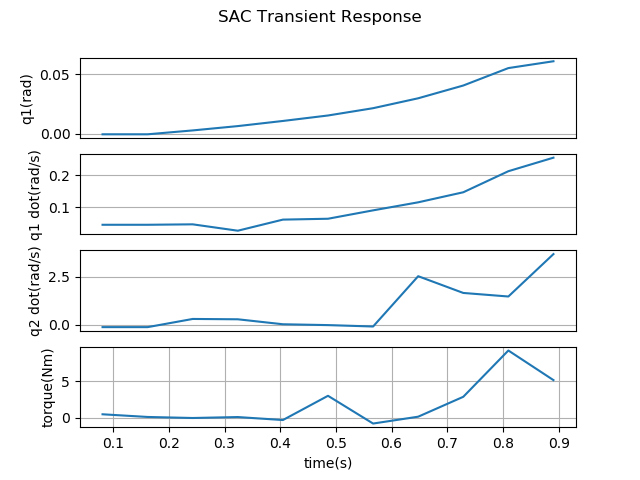 SAC Transient Response
q1(rad)
0.05
0.00
q1 dot(rad/s)
0.2
0.1
q2 dot(rad/s)
2.5
0.0
torque(Nm)
5
0
0.1 0.2 0.3 0.4 0.5 0.6 0.7 0.8 0.9
time(s)